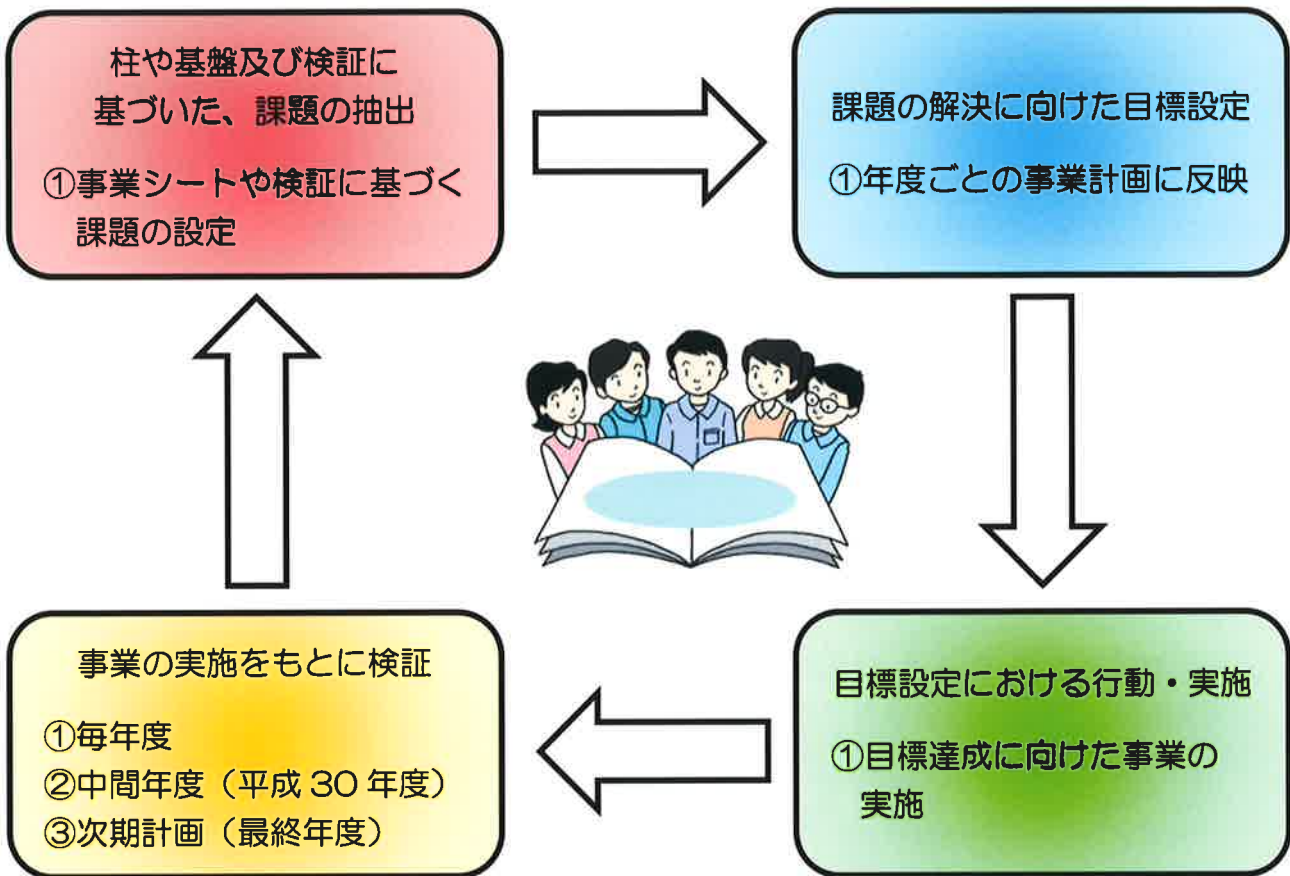 柱や基盤及び検証に
基づいた、課題の抽出
①事業シートや検証に基づく
課題の設定
課題の解決に向けた目標設定
①年度ごとの事業計画に反映
目標設定における行動・実施
①目標達成に向けた事業の
実施
事業の実施をもとに検証
①毎年度
②中間年度（平成 30 年度）
③次期計画（最終年度）